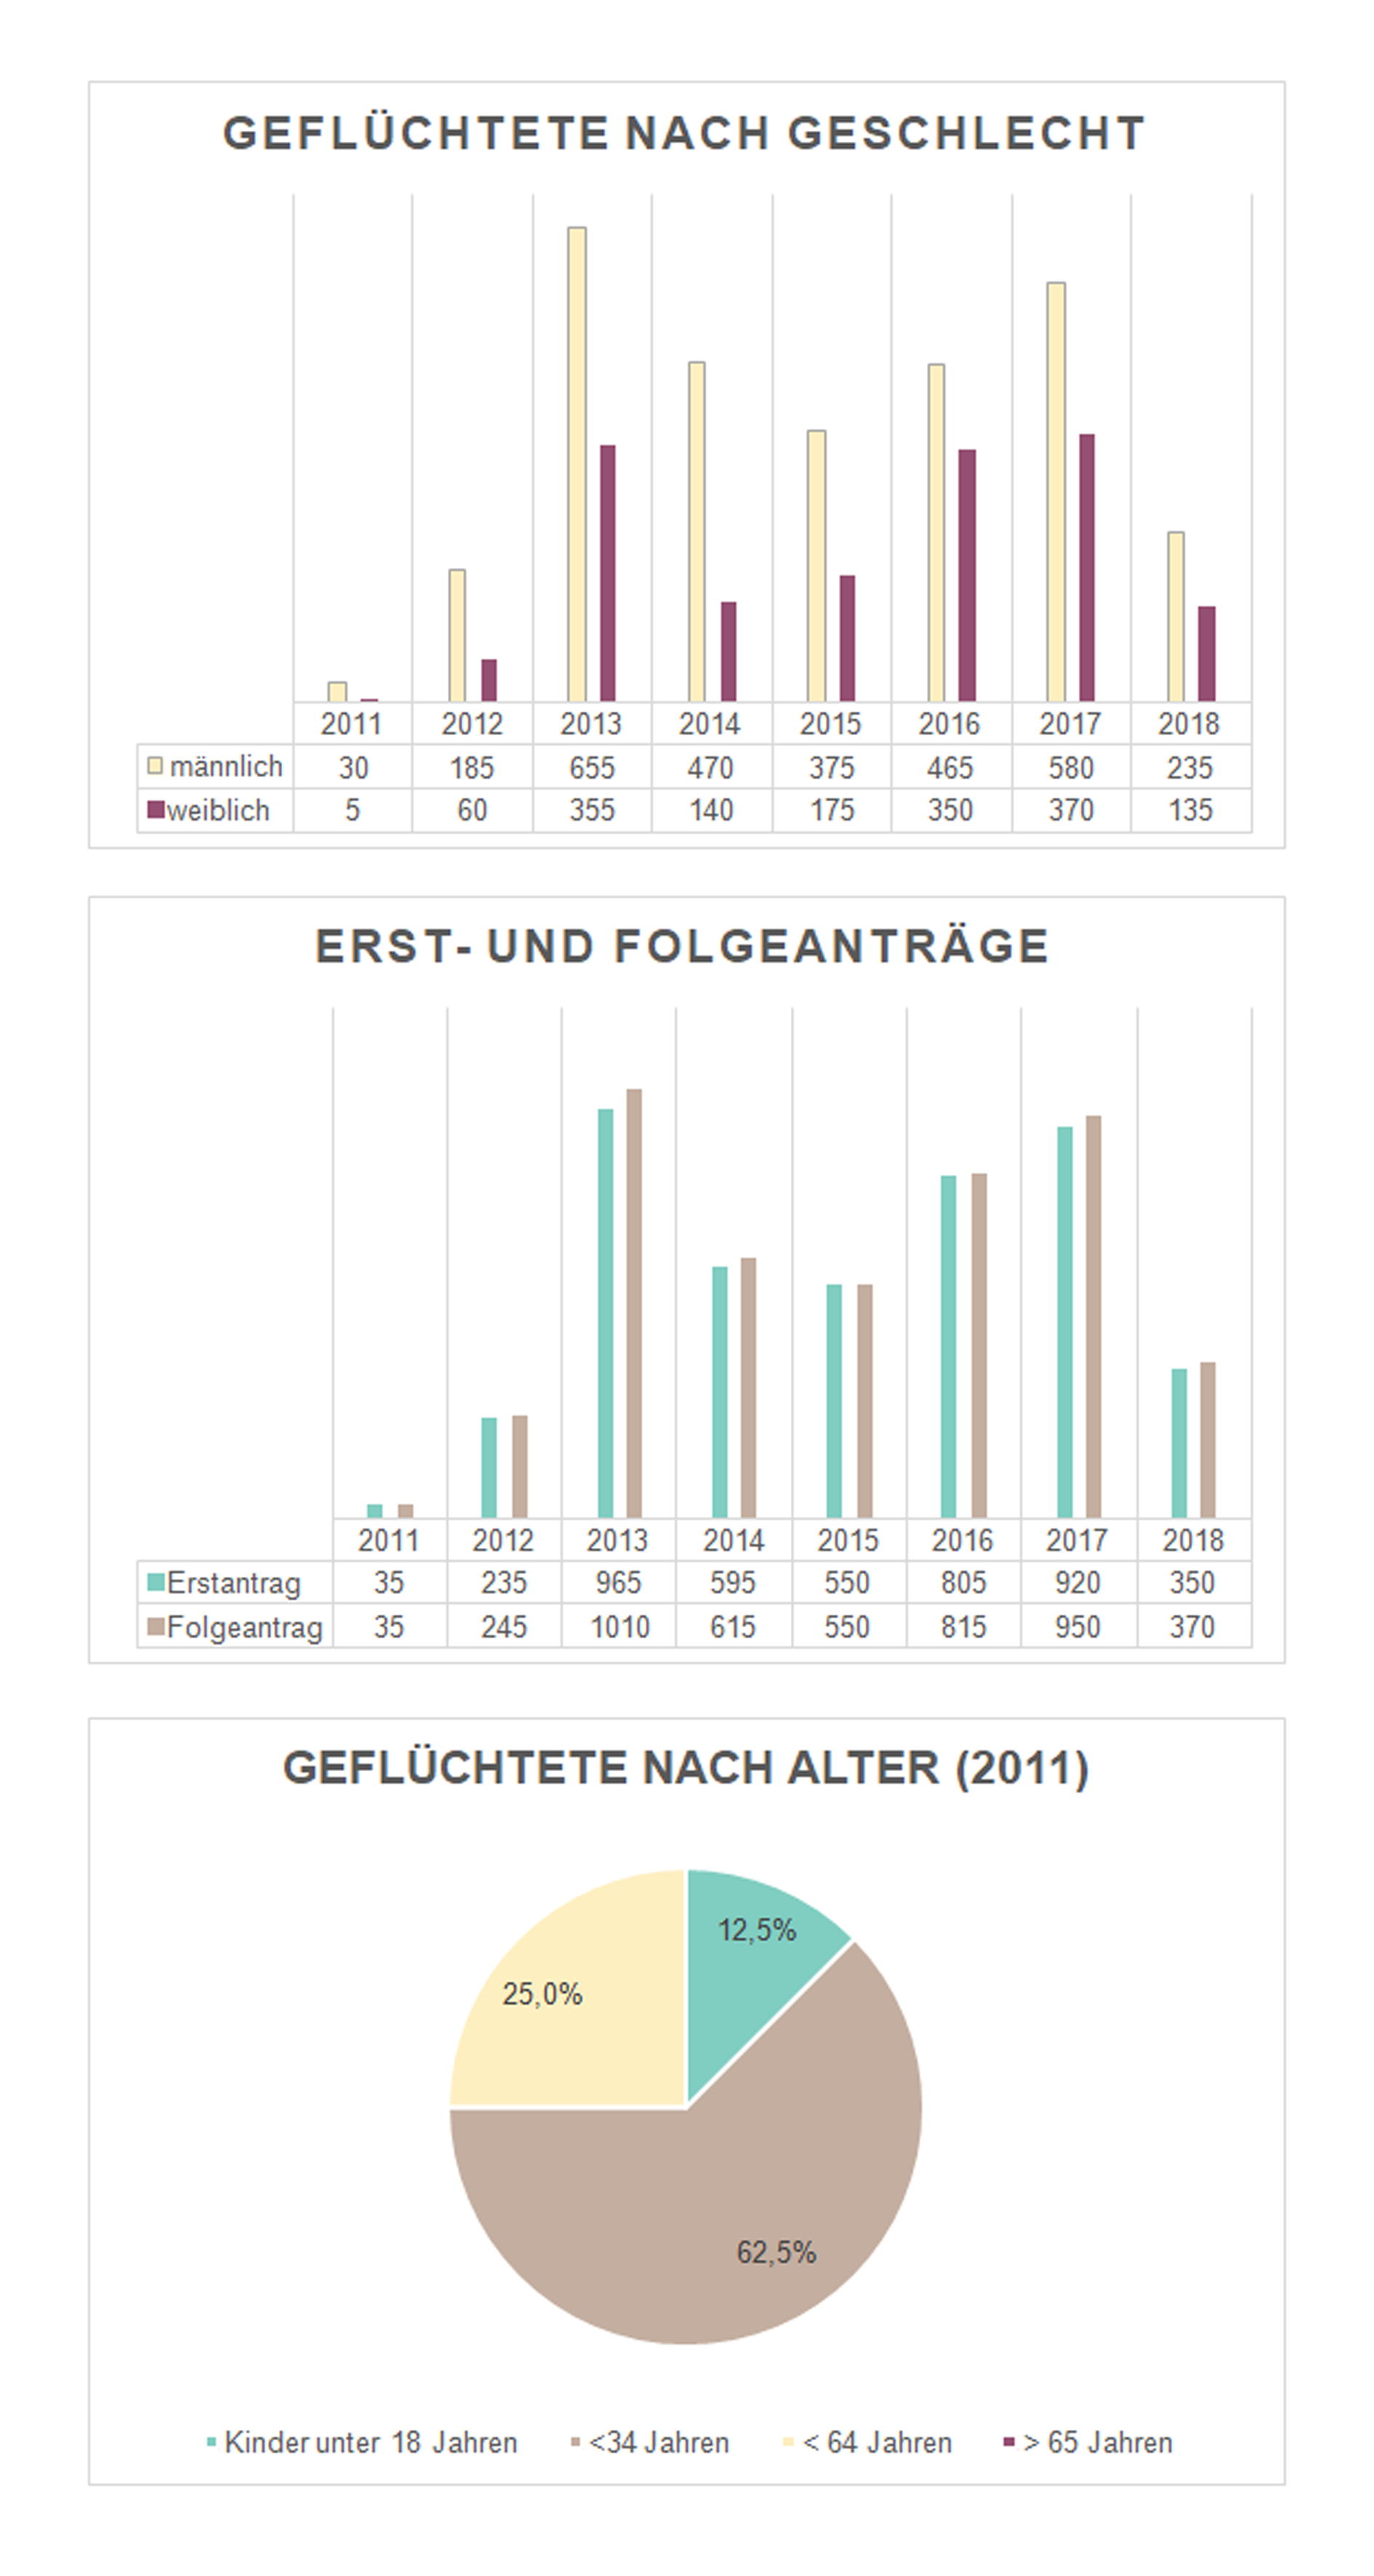 GEFLÜCHTETE NACH GESCHLECHT
2011 2012 2013 2014 2015 2016 2017 2018
männlich 30 185 655 470 375 465 580 235
weiblich 5 60 355 140 175 350 370 135
ERST- UND FOLGEANTRÄGE
2011 2012 2013 2014 2015 2016 2017 2018
Erstantrag 35 235 965 595 550 805 920 350
Folgeantrag 35 245 1010 615 550 815 950 370
GEFLÜCHTETE NACH ALTER (2011)
12,5%
25,0%
62,5%
Kinder unter 18 Jahren <34 Jahren < 64 Jahren > 65 Jahren